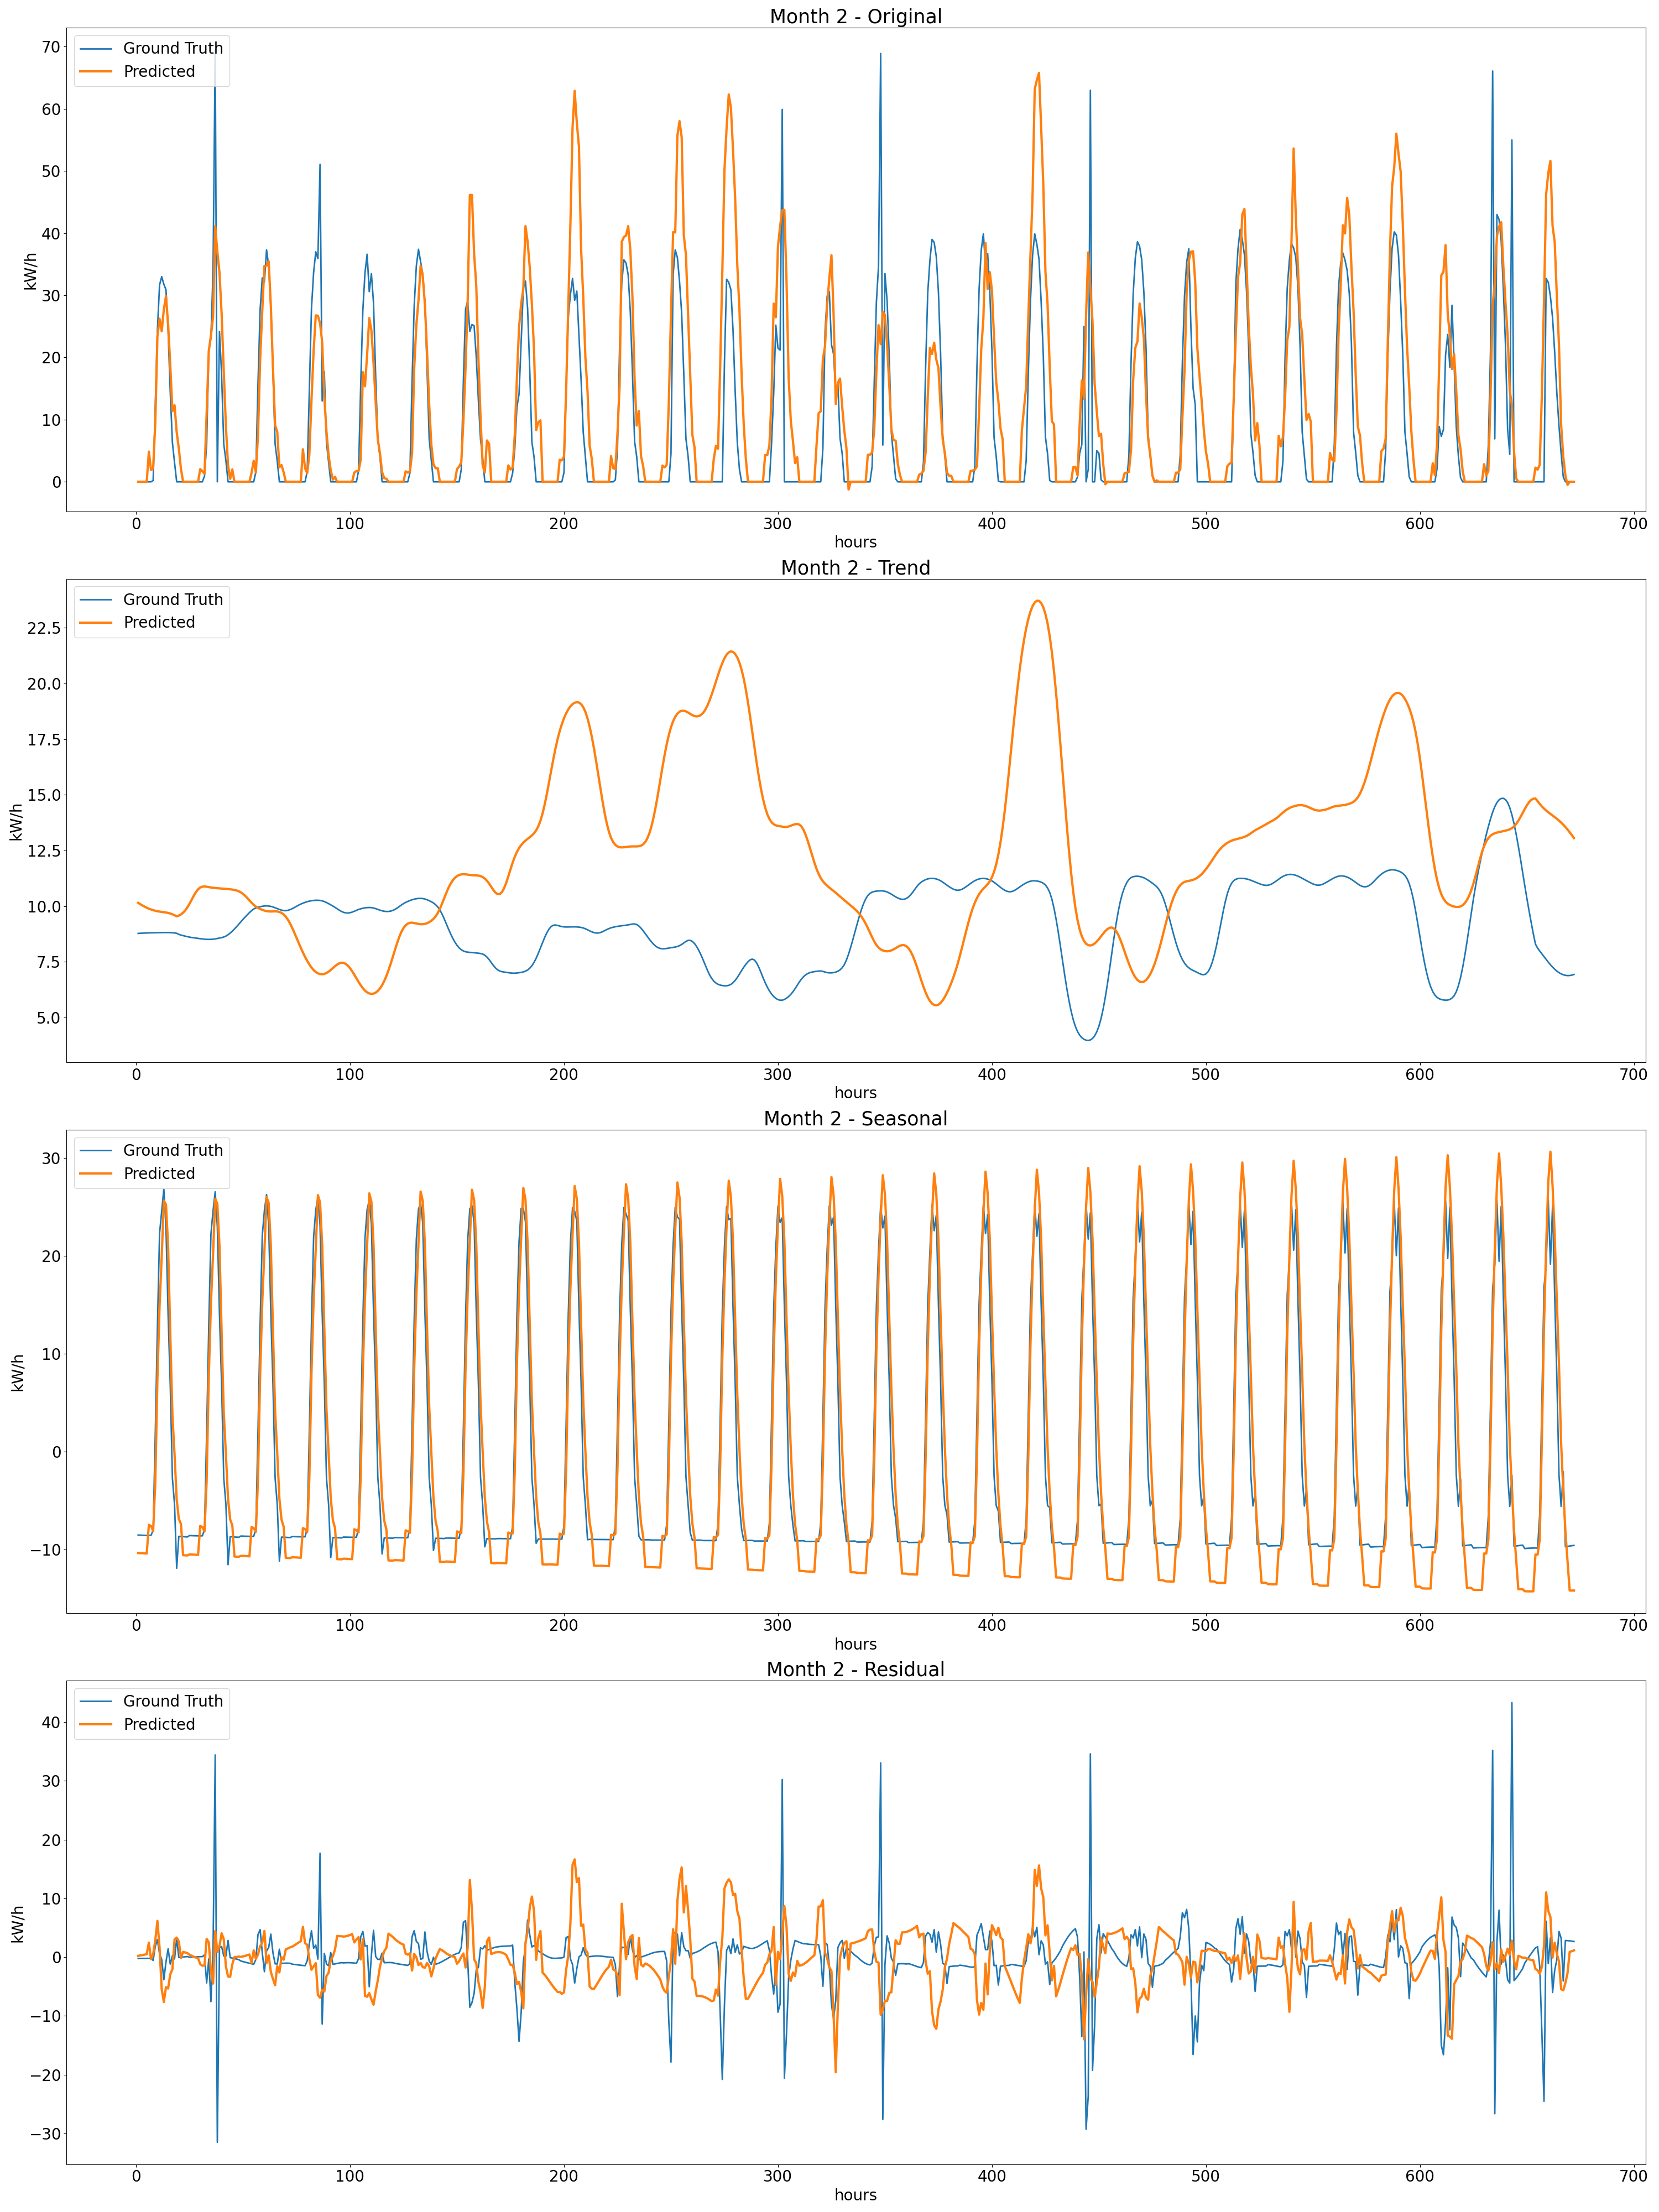 Month 2 - Original
Ground Truth
Predicted
70
60
50
40
30
20
10
0
kW/h
0 100 200 300 400 500 600 700
hours
Month 2 - Trend
Ground Truth
Predicted
22.5
20.0
17.5
15.0
12.5
10.0
7.5
5.0
kW/h
0 100 200 300 400 500 600 700
hours
Month 2 - Seasonal
Ground Truth
Predicted
30
20
10
0
−10
kW/h
0 100 200 300 400 500 600 700
hours
Month 2 - Residual
Ground Truth
Predicted
40
30
20
10
0
−10
−20
−30
kW/h
0 100 200 300 400 500 600 700
hours